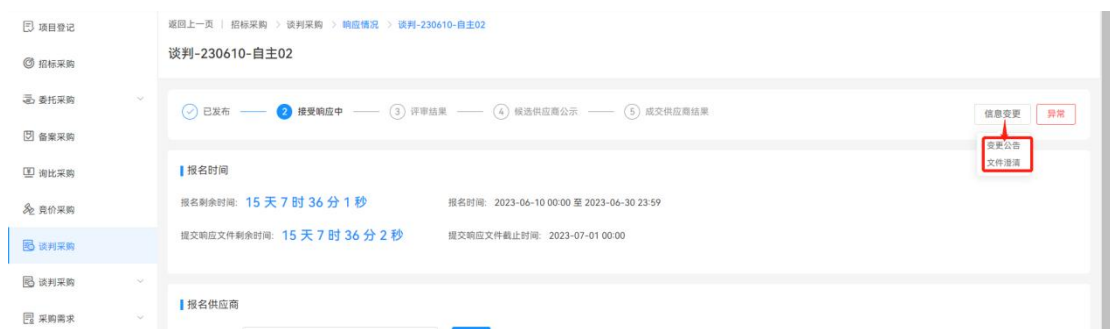 项目登记
招标采购
委托采购
备案采购
询比采购
竞价采购
谈判采购
谈判采购
采购需求
返回上一页 | 招标采购 > 谈判采购 > 响应情况 > 谈判-230610-自主02
谈判-230610-自主02
已发布 2 接受响应中 3 评审结果 4 候选供应商公示 5 成交供应商结果
信息变更 异常
变更公告
文件澄清
报名时间
报名剩余时间: 15 天 7 时 36 分 1 秒 报名时间: 2023-06-10 00:00 至 2023-06-30 23:59
提交响应文件剩余时间: 15 天 7 时 36 分 2 秒 提交响应文件截止时间: 2023-07-01 00:00
报名供应商